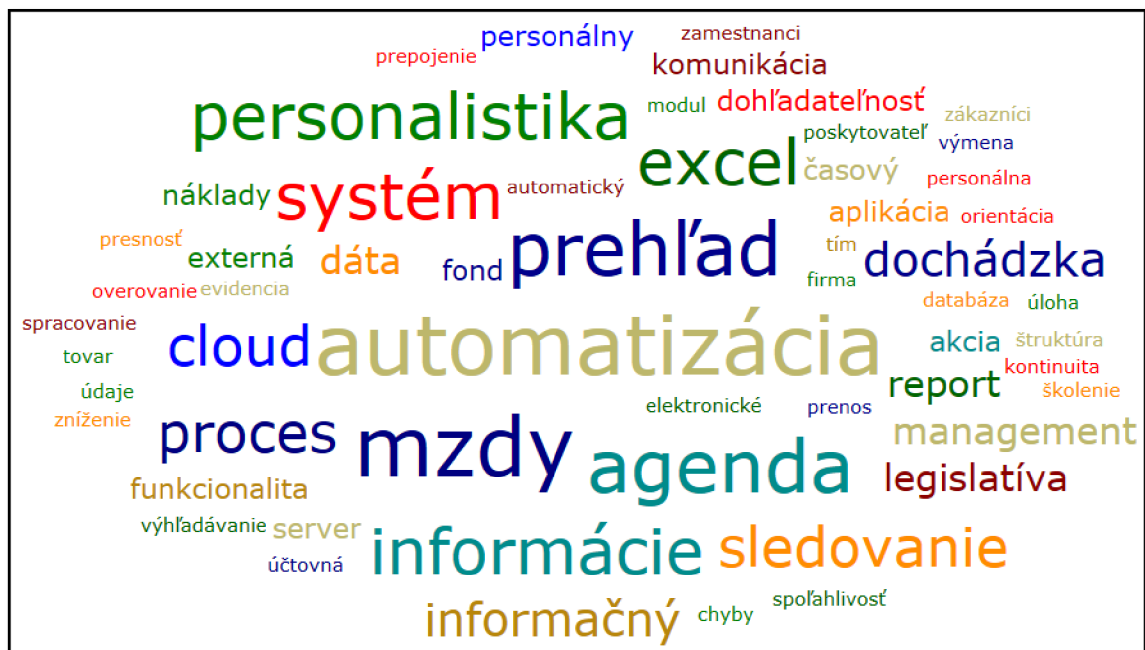 zamestnanci
personálny
prepojenie
komunikácia
personalistika
modul
dohľadateľnosť
zákazníci
poskytovateľ
výmena
excel
časový
personálna
náklady
systém
automatický
aplikácia
orientácia
presnosť
externá
dáta
fond
prehľad
tím
dochádzka
firma
overovanie
evidencia
databáza
úloha
spracovanie
cloud
automatizácia
akcia
štruktúra
tovar
kontinuita
údaje
report
školenie
zníženie
elektronické
prenos
proces
mzdy
management
agenda
legislatíva
funkcionalita
výhľadávanie
server
informácie
sledovanie
účtovná
spoľahlivosť
informačný
chyby